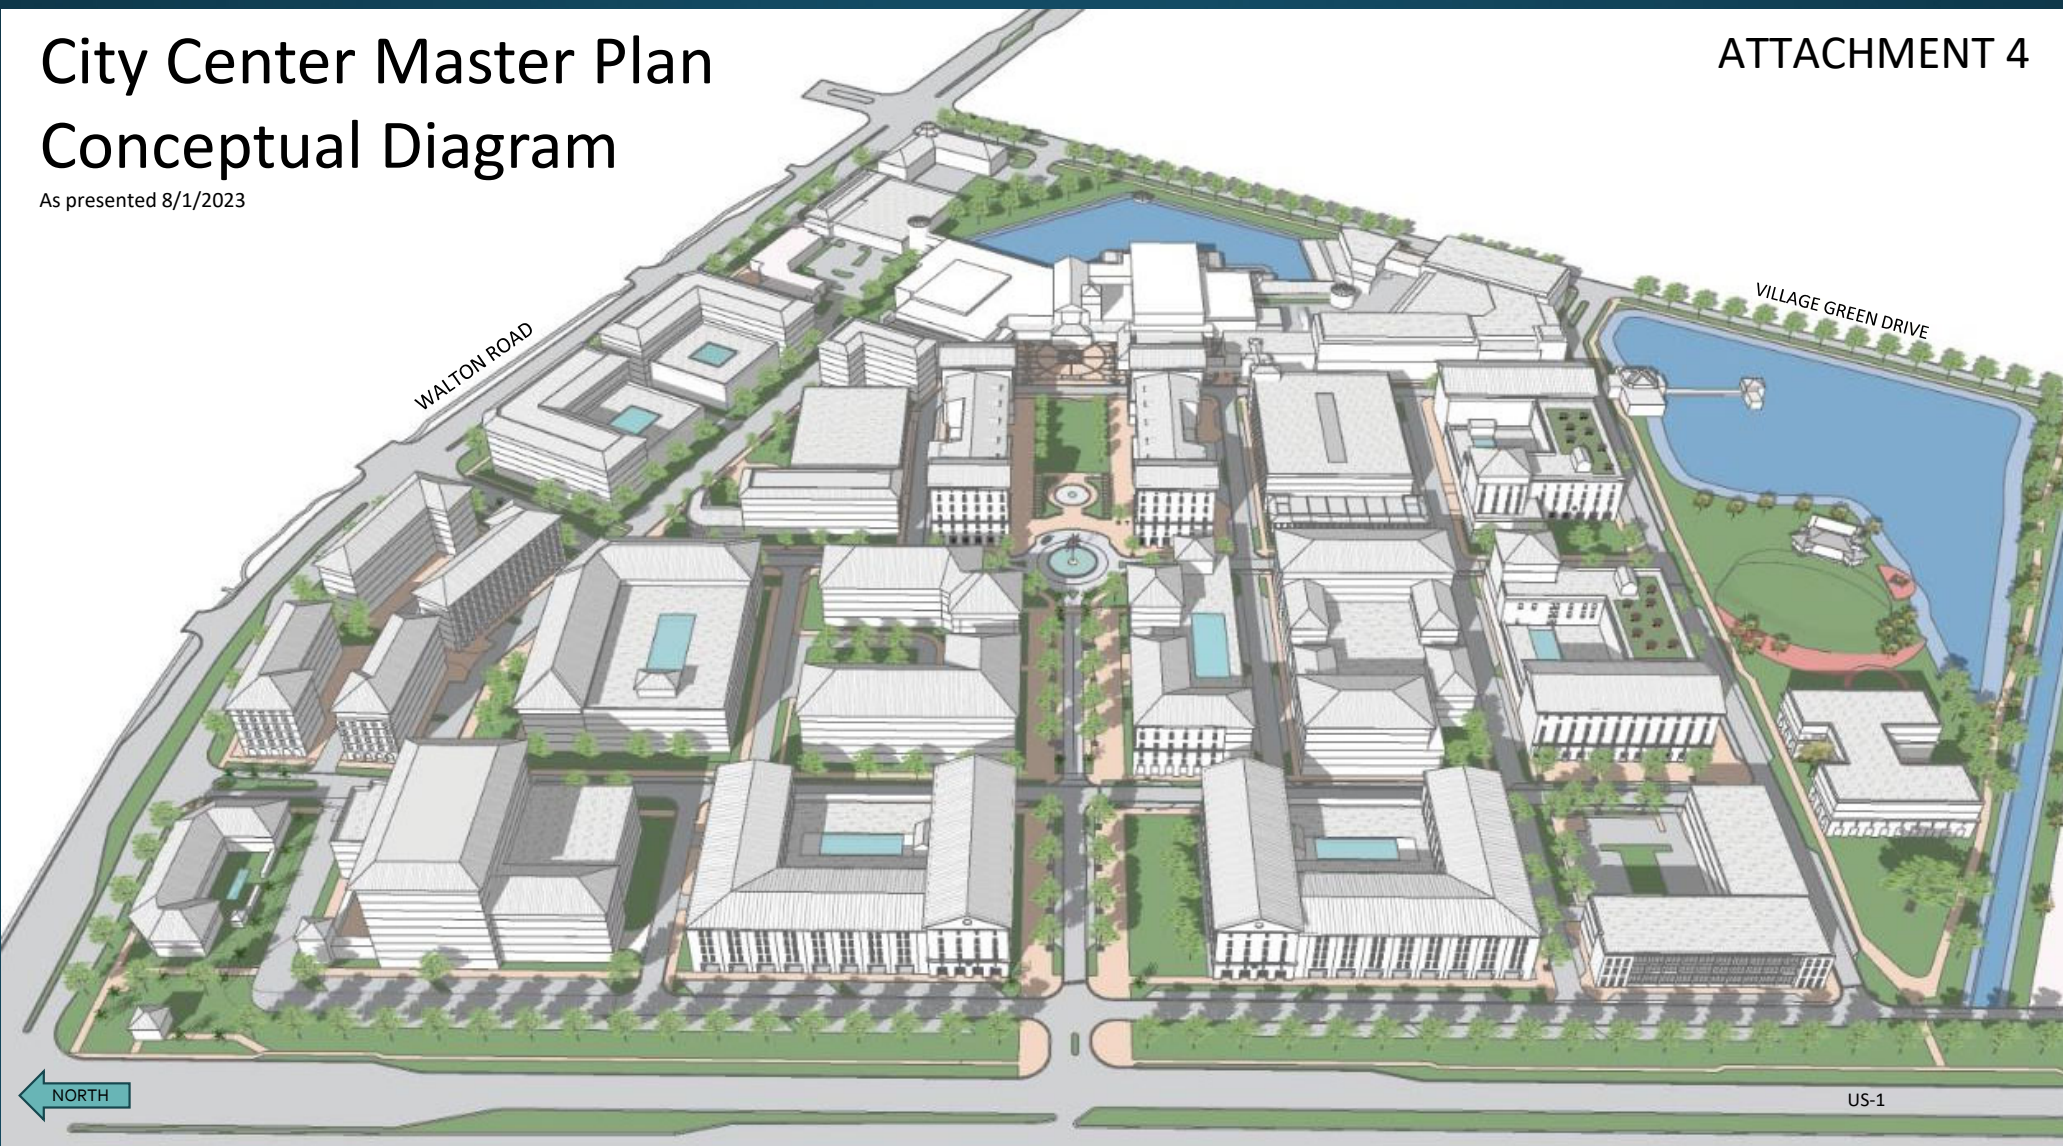 City Center Master Plan
Conceptual Diagram
As presented 8/1/2023
ATTACHMENT 4
WALTON ROAD
VILLAGE GREEN DRIVE
NORTH
US-1